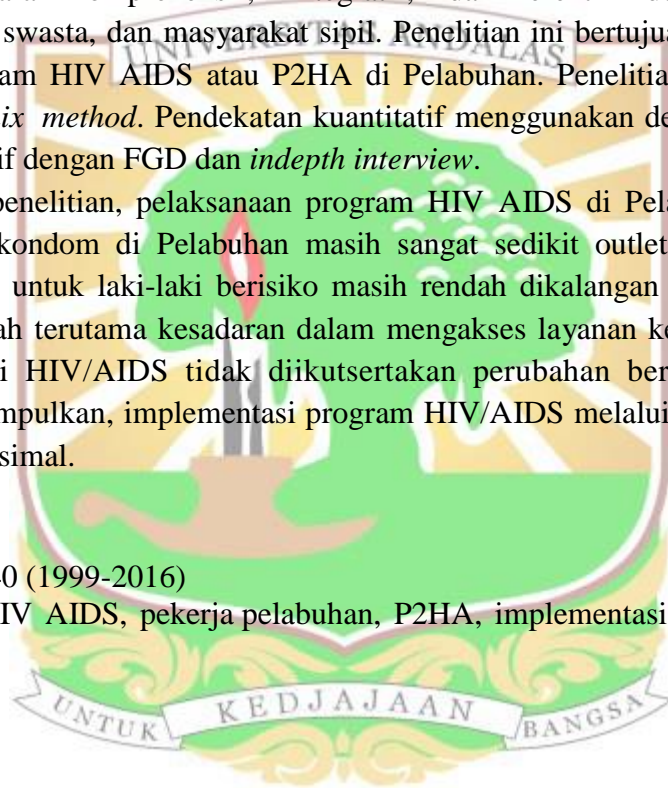 swasta, dan masyarakat sipil. Penelitian ini bertujua
UNIVERSITAS ANDALAS
am HIV AIDS atau P2HA di Pelabuhan. Penelitia
ix method. Pendekatan kuantitatif menggunakan de
if dengan FGD dan indepth interview.
penelitian, pelaksanaan program HIV AIDS di Pela
kondom di Pelabuhan masih sangat sedikit outlet
untuk laki-laki berisiko masih rendah dikalangan
ah terutama kesadaran dalam mengakses layanan ke
i HIV/AIDS tidak diikutsertakan perubahan ber
mpulkan, implementasi program HIV/AIDS melalui
simal.
0 (1999-2016)
IV AIDS, pekerja pelabuhan, P2HA, implementasi
UNTUK KEDJAJAAN BANGSA